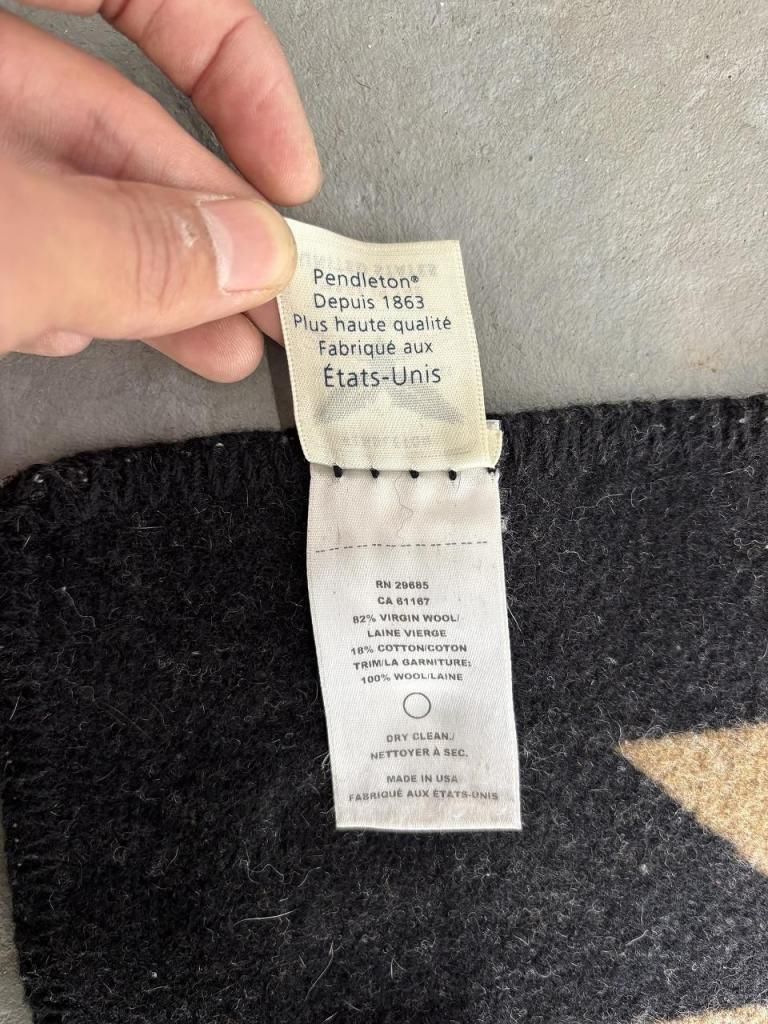 Pendleton®
Depuis 1863
Plus haute qualité
Fabriqué aux
États-Unis
RN 29685
CA 61167
82% VIRGIN WOOL/
LAINE VIERGE
18% COTTON/COTON
TRIM/LA GARNITURE:
100% WOOL/LAINE
DRY CLEAN./
NETTOYER À SEC.
MADE IN USA
FABRIQUÉ AUX ÉTATS-UNIS